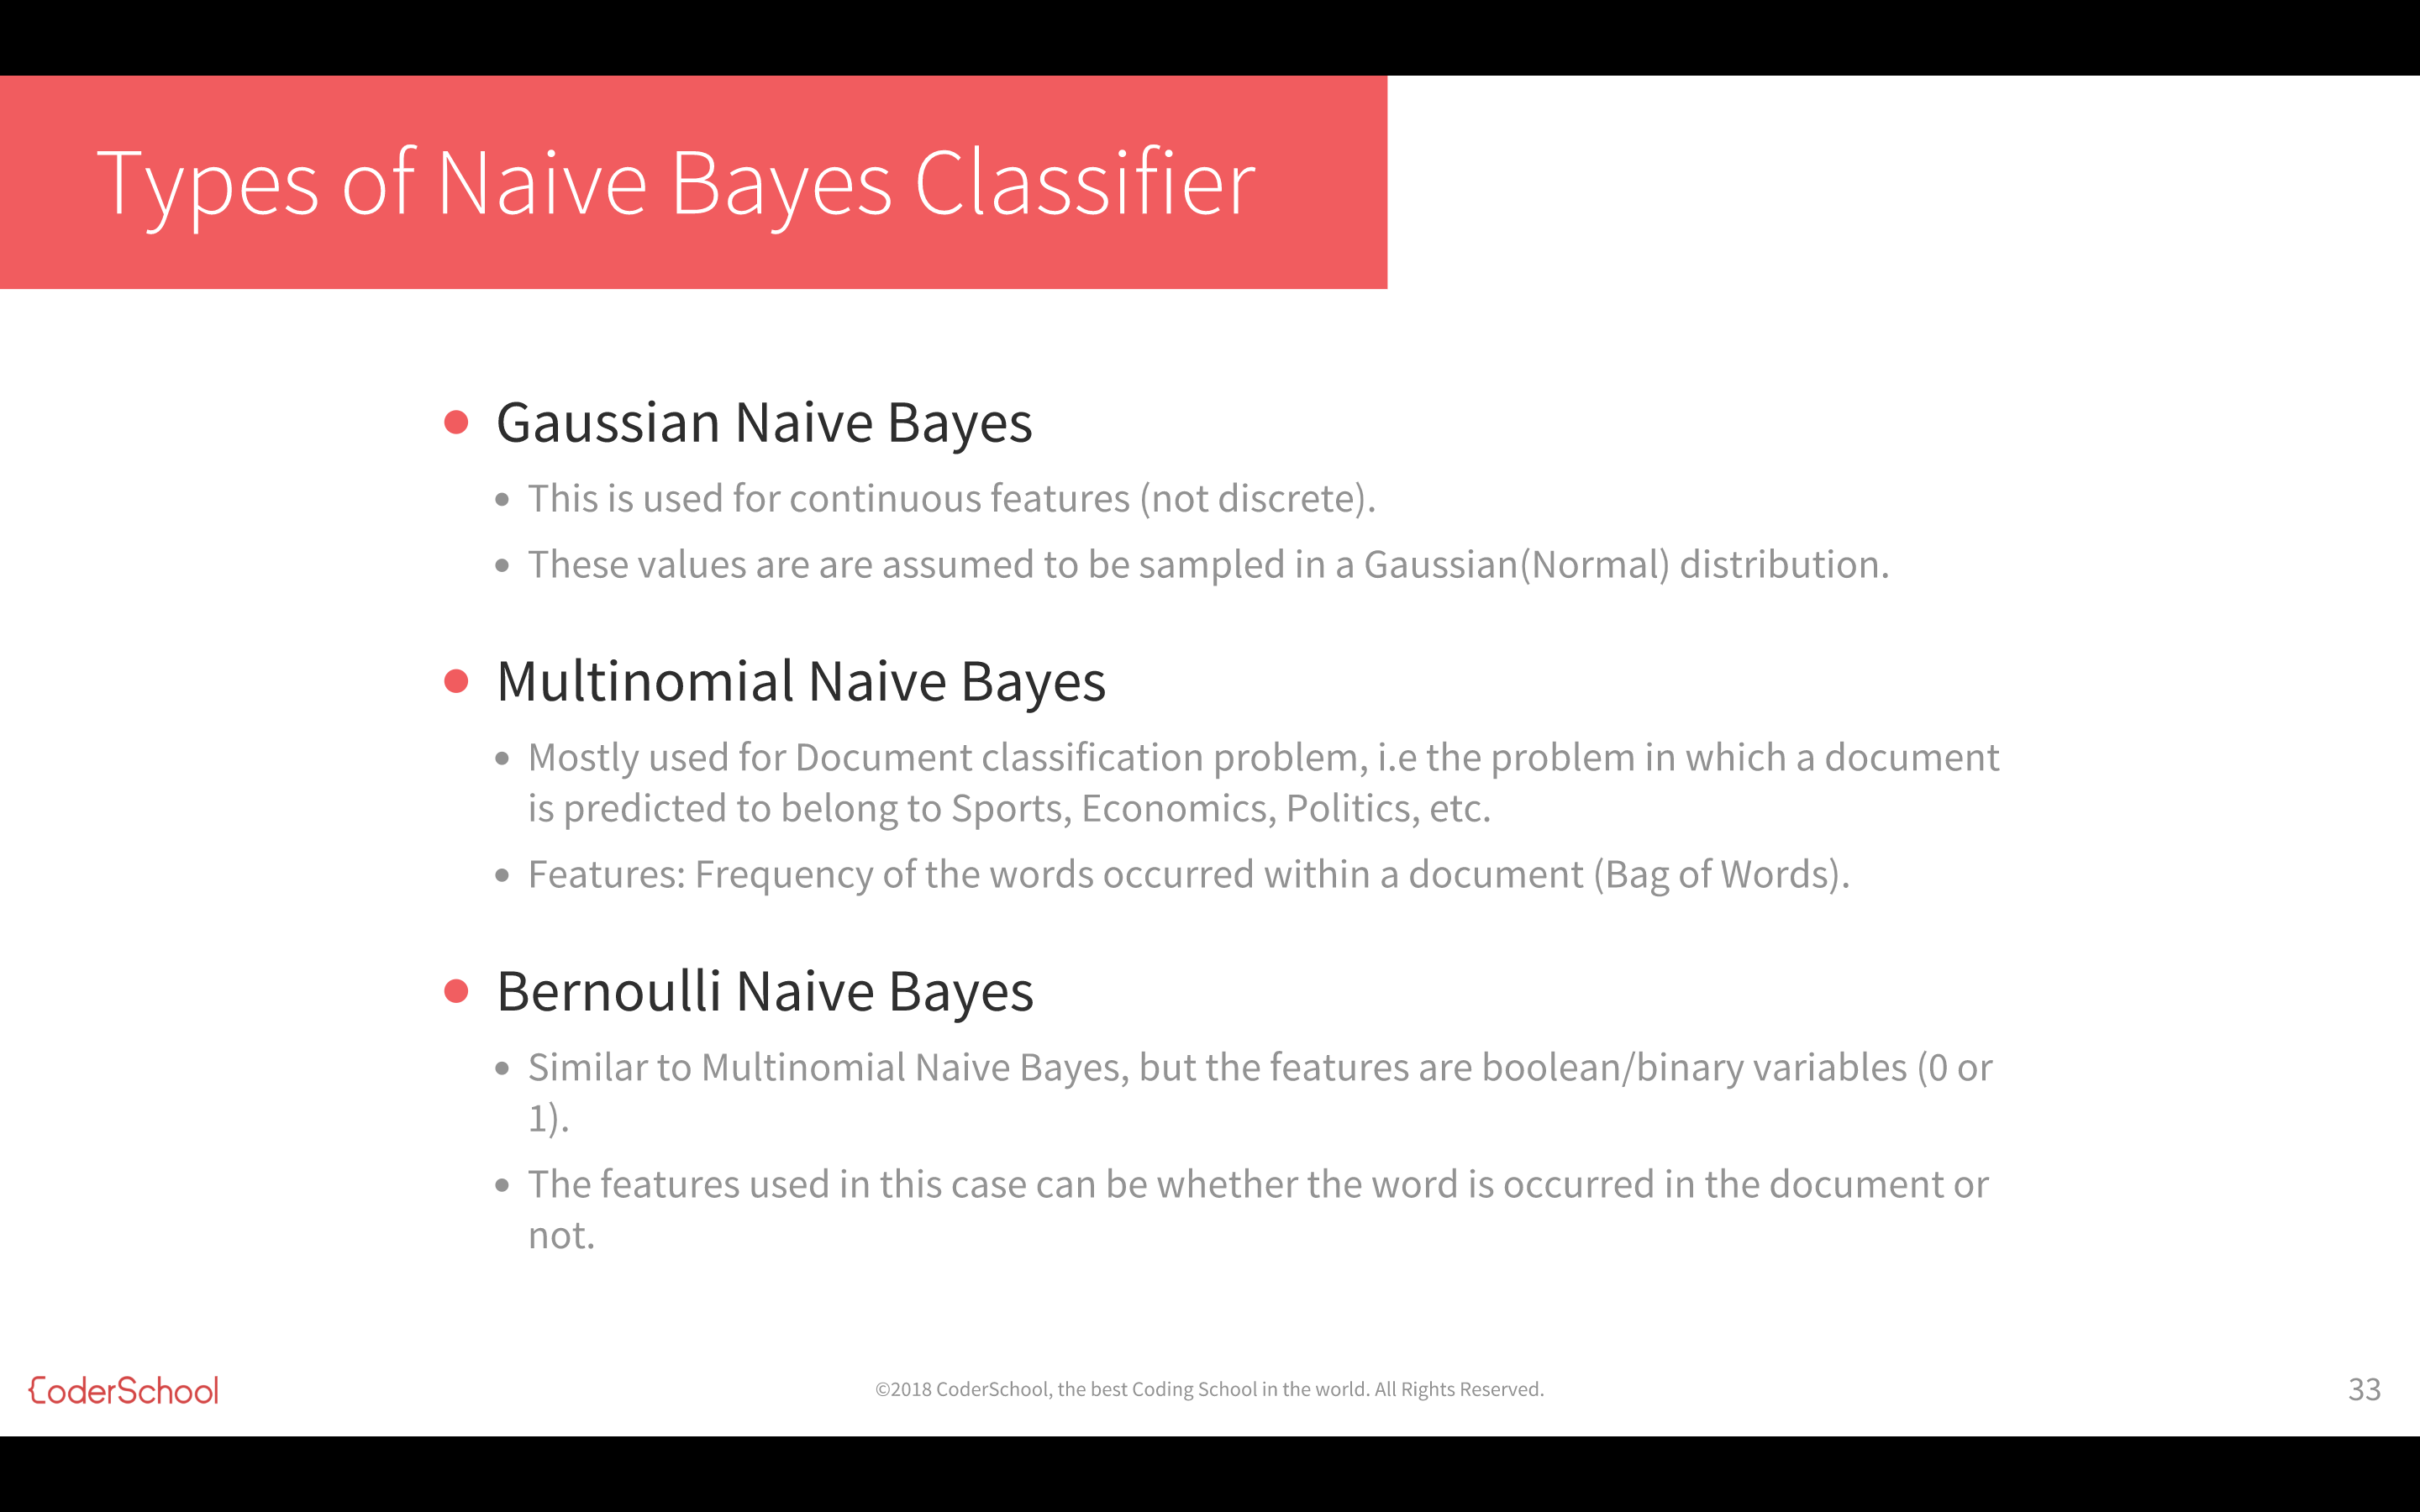 Types of Naive Bayes Classifier
Gaussian Naive Bayes
This is used for continuous features (not discrete).
These values are are assumed to be sampled in a Gaussian(Normal) distribution.
Multinomial Naive Bayes
Mostly used for Document classification problem, i.e the problem in which a document
is predicted to belong to Sports, Economics, Politics, etc.
Features: Frequency of the words occurred within a document (Bag of Words).
Bernoulli Naive Bayes
Similar to Multinomial Naive Bayes, but the features are boolean/binary variables (0 or
1).
The features used in this case can be whether the word is occurred in the document or
not.
CoderSchool
©2018 CoderSchool, the best Coding School in the world. All Rights Reserved.
33